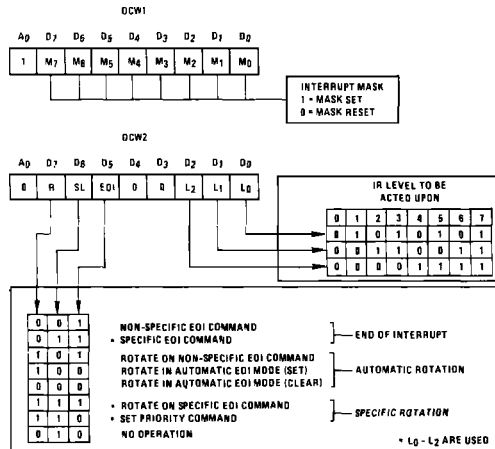 OCW1
A0 D7 D6 D5 D4 D3 D2 D1 D0
1 M7 M6 M5 M4 M3 M2 M1 M0
INTERRUPT MASK
1 = MASK SET
0 = MASK RESET
OCW2
A0 D7 D6 D5 D4 D3 D2 D1 D0
0 R SL EOI 0 0 L2 L1 L0
IR LEVEL TO BE
ACTED UPON
0 1 2 3 4 5 6 7
0 1 0 1 0 1 0 1
0 0 1 1 0 0 1 1
0 0 0 0 1 1 1 1
0 0 1 NON-SPECIFIC EOI COMMAND
0 1 1 * SPECIFIC EOI COMMAND
END OF INTERRUPT
1 0 1 ROTATE ON NON-SPECIFIC EOI COMMAND
1 0 0 ROTATE IN AUTOMATIC EOI MODE (SET)
0 0 0 ROTATE IN AUTOMATIC EOI MODE (CLEAR)
AUTOMATIC ROTATION
1 1 1 * ROTATE ON SPECIFIC EOI COMMAND
1 1 0 * SET PRIORITY COMMAND
SPECIFIC ROTATION
0 1 0 NO OPERATION
* L0 - L2 ARE USED